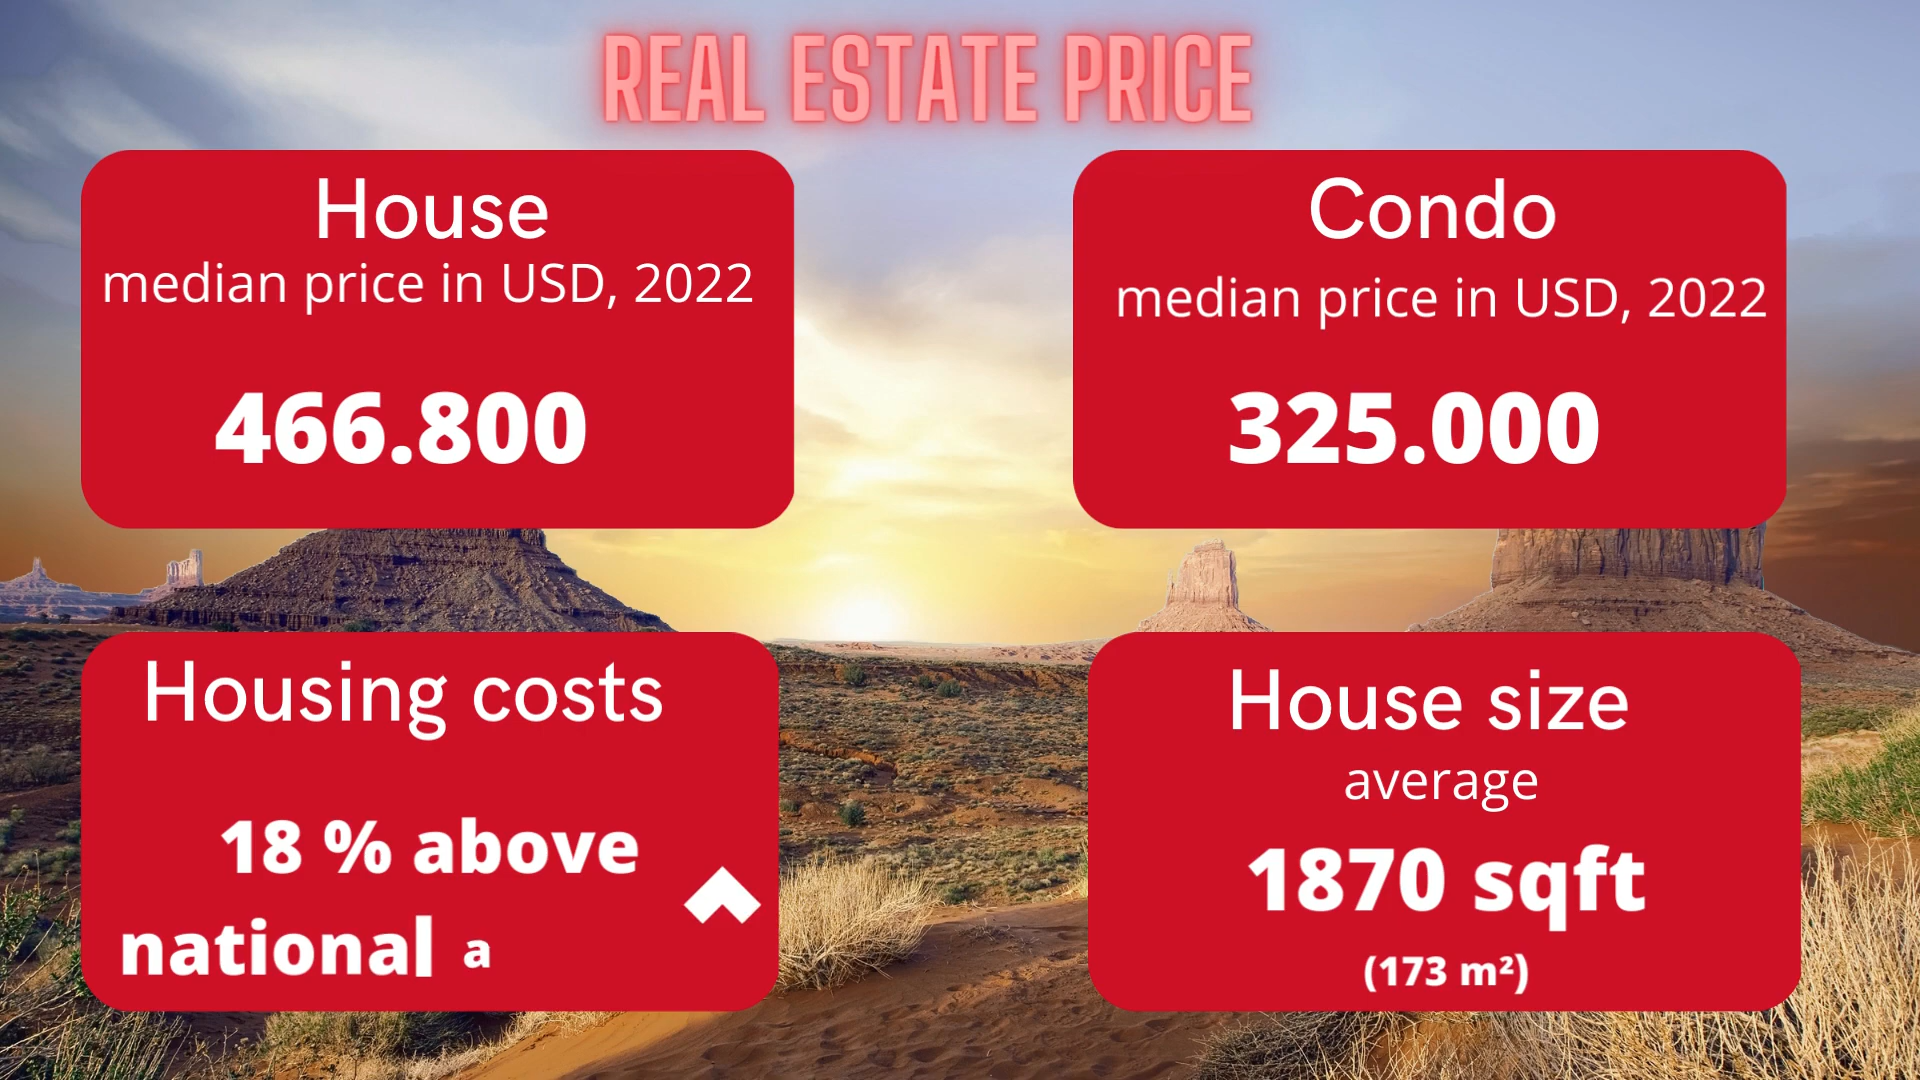 REAL ESTATE PRICE
House
median price in USD, 2022
466.800
Condo
median price in USD, 2022
325.000
Housing costs
18 % above
national a
House size
average
1870 sqft
(173 m²)